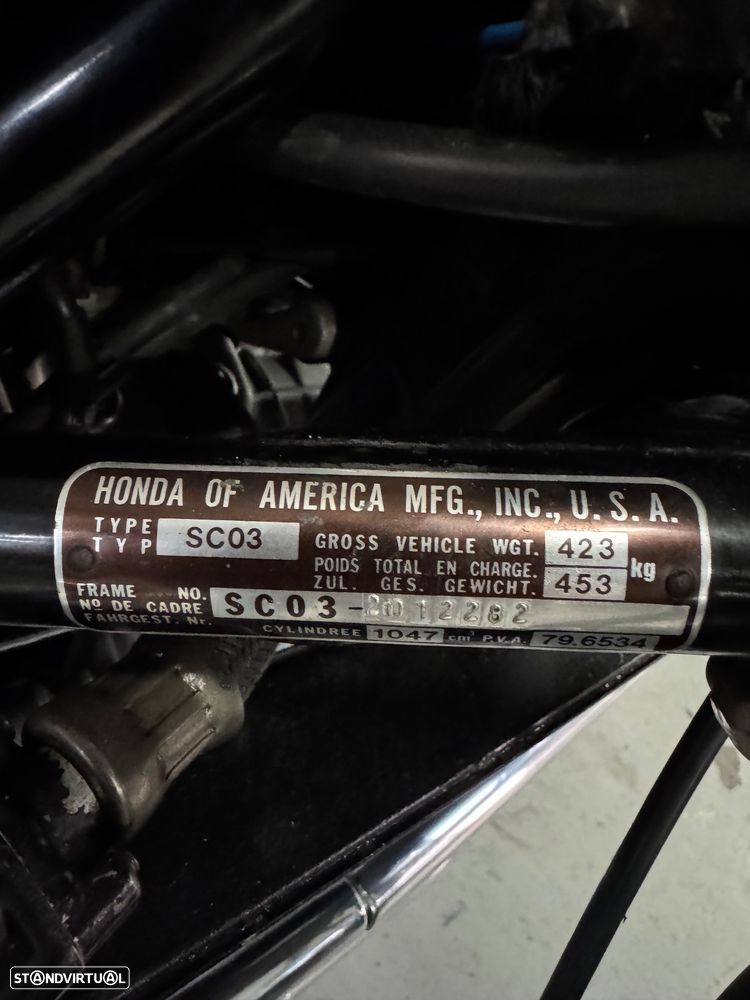 HONDA OF AMERICA MFG., INC., U. S. A.
TYPE
TYP
SC03
GROSS VEHICLE WGT. 423
POIDS TOTAL EN CHARGE.
ZUL. GES. GEWICHT. 453
kg
FRAME NO.
Nº DE CADRE
FAHRGEST. Nr.
SC03-2012282
CYLINDREE 1047 cm³ P.V.A. 79.6534
STANDVIRTUAL